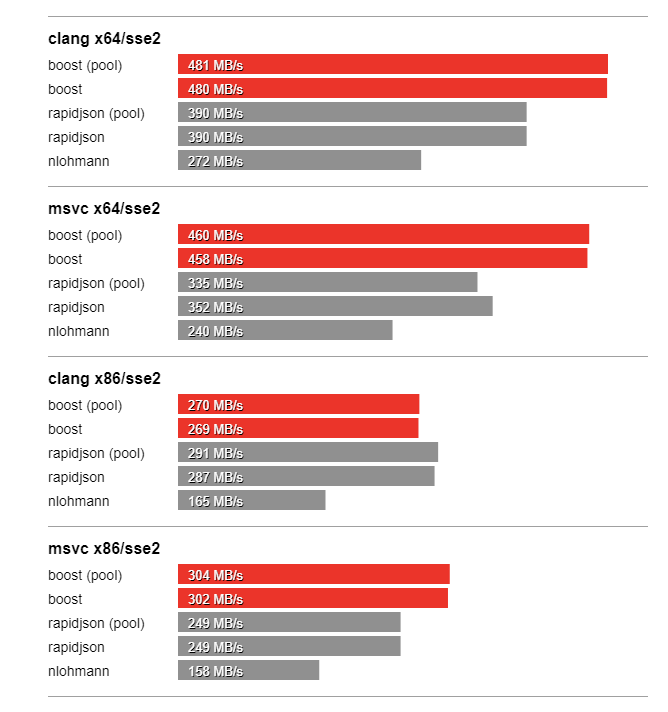 clang x64/sse2
boost (pool) 481 MB/s
boost 480 MB/s
rapidjson (pool) 390 MB/s
rapidjson 390 MB/s
nlohmann 272 MB/s
msvc x64/sse2
boost (pool) 460 MB/s
boost 458 MB/s
rapidjson (pool) 335 MB/s
rapidjson 352 MB/s
nlohmann 240 MB/s
clang x86/sse2
boost (pool) 270 MB/s
boost 269 MB/s
rapidjson (pool) 291 MB/s
rapidjson 287 MB/s
nlohmann 165 MB/s
msvc x86/sse2
boost (pool) 304 MB/s
boost 302 MB/s
rapidjson (pool) 249 MB/s
rapidjson 249 MB/s
nlohmann 158 MB/s